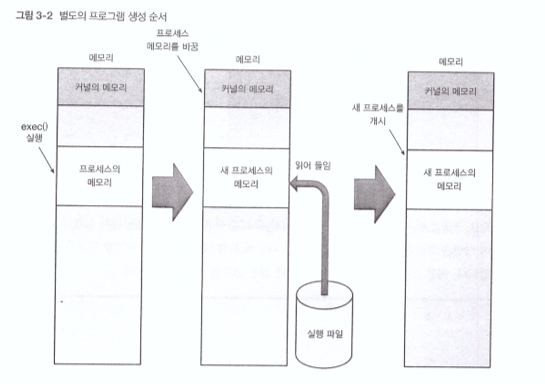 그림 3-2 별도의 프로그램 생성 순서
메모리
커널의 메모리
exec()
실행
프로세스의
메모리
프로세스
메모리를 바꿈
메모리
커널의 메모리
새 프로세스의
메모리
읽어 들임
실행 파일
메모리
커널의 메모리
새 프로세스를
개시
새 프로세스의
메모리